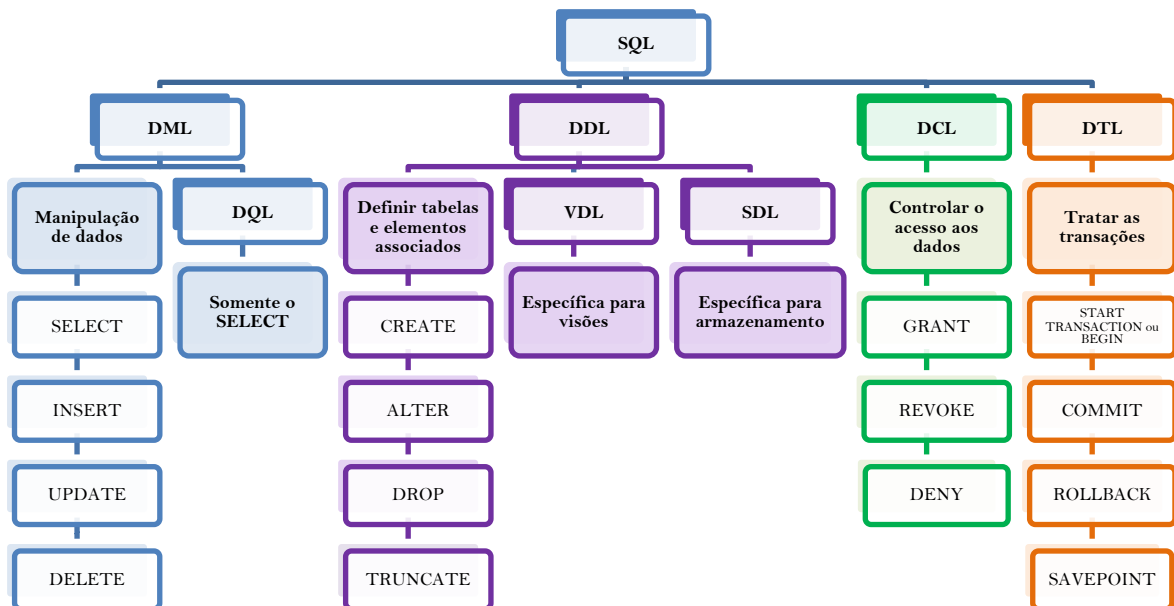 SQL
DML
DDL
DCL
DTL
Manipulação
de dados
DQL
Definir tabelas
e elementos
associados
VDL
SDL
Controlar o
acesso aos
dados
Tratar as
transações
SELECT
Somente o
SELECT
CREATE
Específica para
visões
Específica para
armazenamento
GRANT
START
TRANSACTION ou
BEGIN
INSERT
ALTER
REVOKE
COMMIT
UPDATE
DROP
DENY
ROLLBACK
DELETE
TRUNCATE
SAVEPOINT